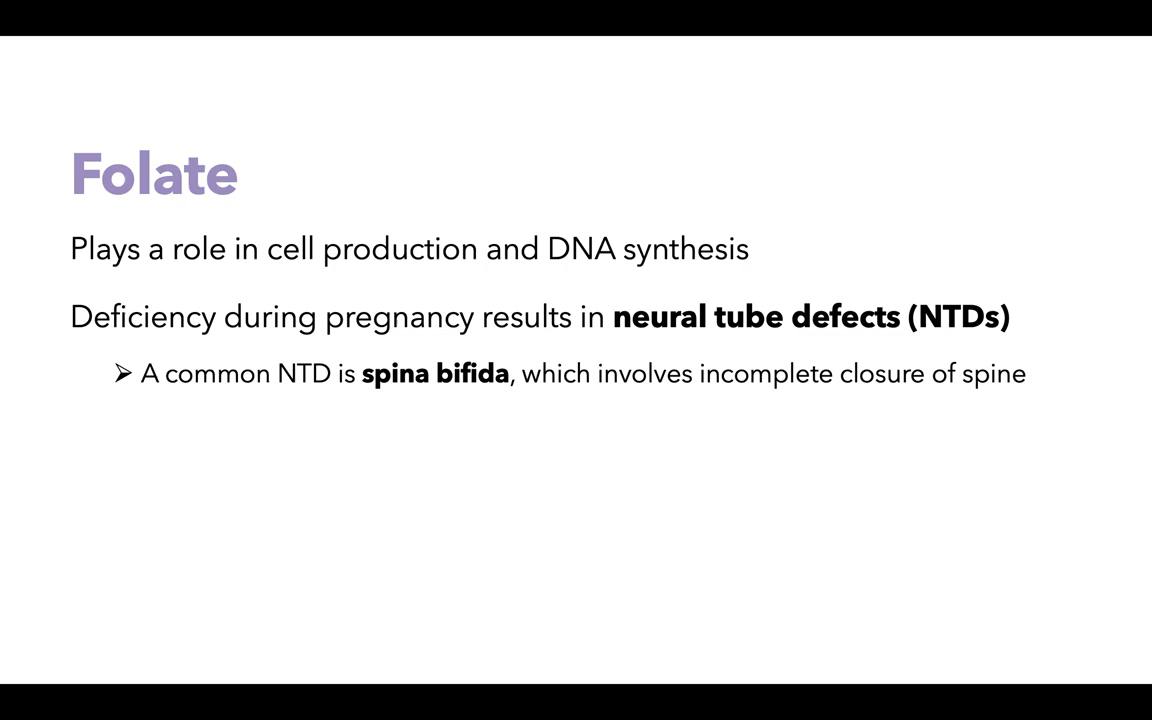 Folate
Plays a role in cell production and DNA synthesis
Deficiency during pregnancy results in neural tube defects (NTDs)
➢ A common NTD is spina bifida, which involves incomplete closure of spine